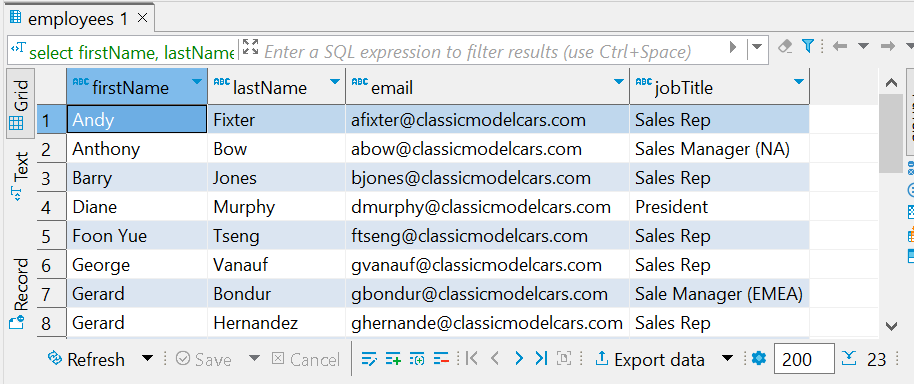 employees 1
select firstName, lastName Enter a SQL expression to filter results (use Ctrl+Space)
Grid
Text
Record
ABC firstName ABC lastName ABC email ABC jobTitle
1 Andy Fixter afixter@classicmodelcars.com Sales Rep
2 Anthony Bow abow@classicmodelcars.com Sales Manager (NA)
3 Barry Jones bjones@classicmodelcars.com Sales Rep
4 Diane Murphy dmurphy@classicmodelcars.com President
5 Foon Yue Tseng ftseng@classicmodelcars.com Sales Rep
6 George Vanauf gvanauf@classicmodelcars.com Sales Rep
7 Gerard Bondur gbondur@classicmodelcars.com Sale Manager (EMEA)
8 Gerard Hernandez ghernande@classicmodelcars.com Sales Rep
Refresh Save Cancel Export data 200 23